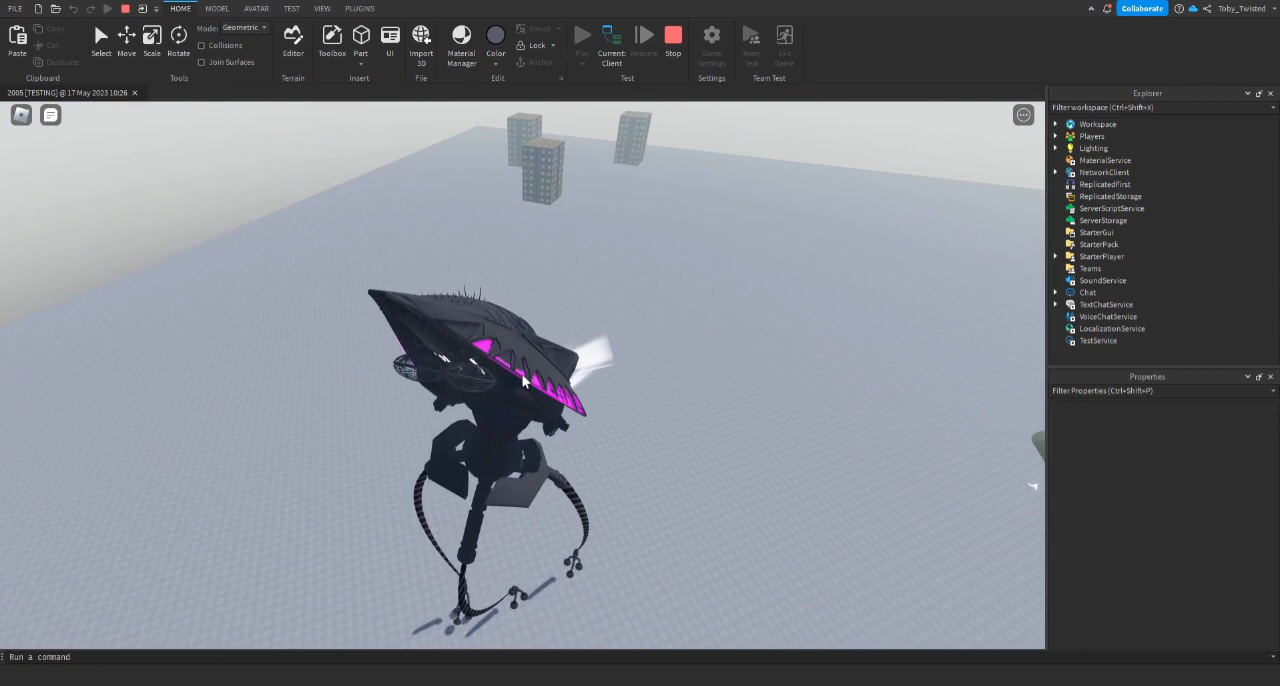 FILE HOME MODEL AVATAR TEST VIEW PLUGINS Collaborate Toby_Twisted
Copy Mode: Geometric Group
Cut Collisions Lock
Duplicate Join Surfaces Anchor
Paste Select Move Scale Rotate Editor Toolbox Part UI Import 3D Material Manager Color Play Current: Client Resume Stop Game Settings Team Test Exit Game
Clipboard Tools Terrain Insert File Edit Test Settings Team Test
2005 [TESTING] @ 17 May 2023 10:26
Explorer
Filter workspace (Ctrl+Shift+X)
Workspace
Players
Lighting
MaterialService
NetworkClient
ReplicatedFirst
ReplicatedStorage
ServerScriptService
ServerStorage
StarterGui
StarterPack
StarterPlayer
Teams
SoundService
Chat
TextChatService
VoiceChatService
LocalizationService
TestService
Properties
Filter Properties (Ctrl+Shift+P)
Run a command